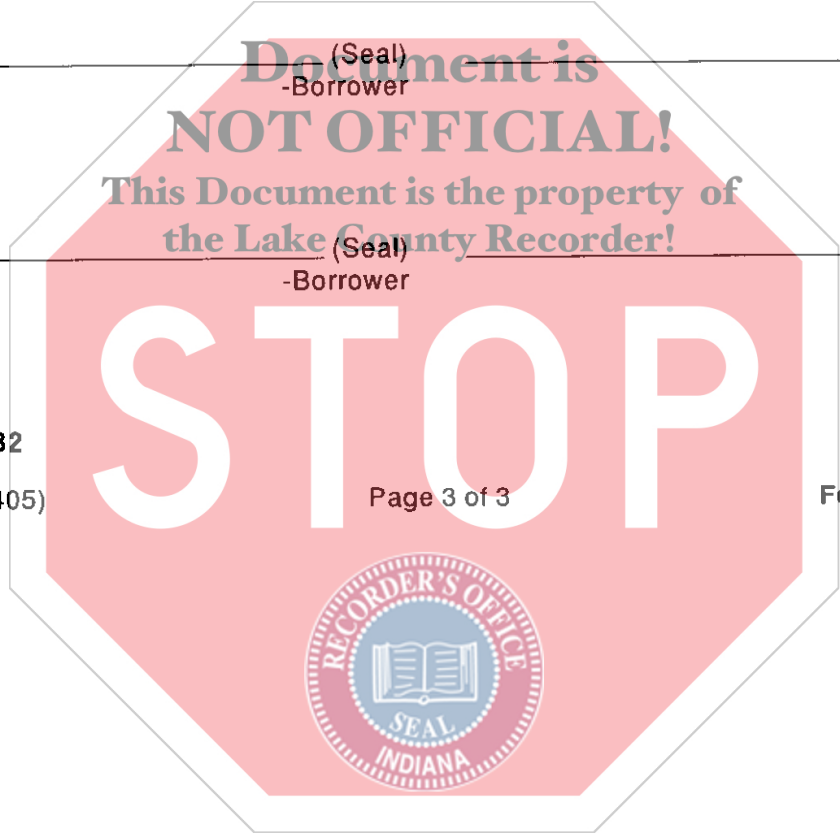 (Seal)
-Borrower
Document is
NOT OFFICIAL!
This Document is the property of
the Lake County Recorder!
(Seal)
-Borrower
STOP
32
405)
Page 3 of 3
RECORDER'S OFFICE
SEAL
INDIANA